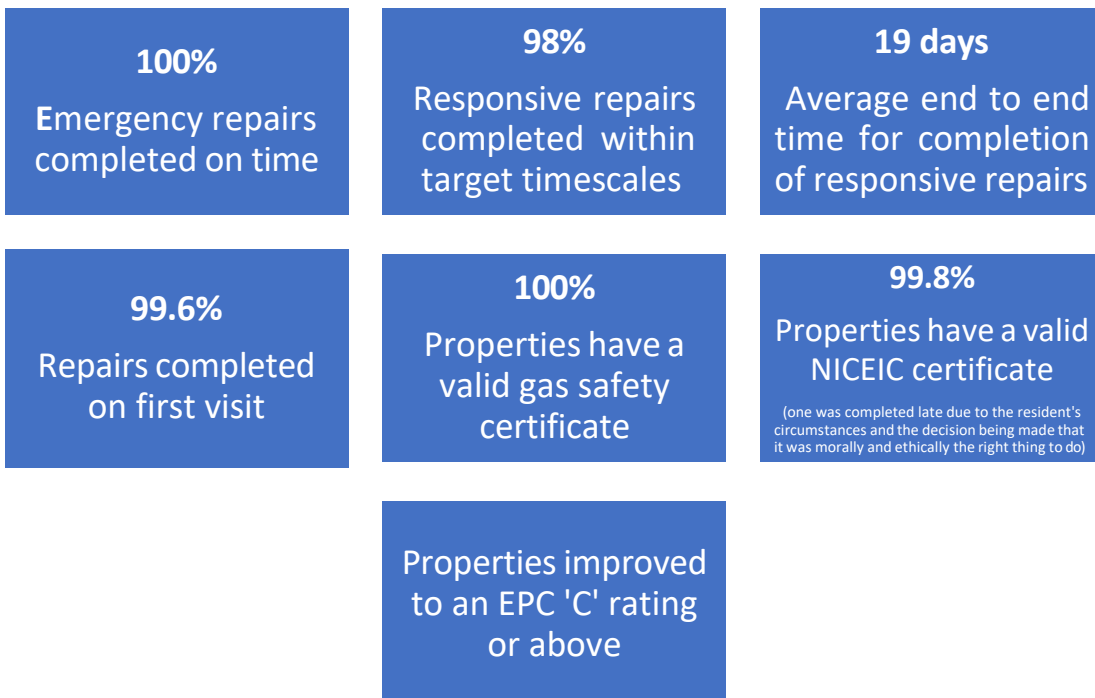 100%
Emergency repairs
completed on time
98%
Responsive repairs
completed within
target timescales
19 days
Average end to end
time for completion
of responsive repairs
99.6%
Repairs completed
on first visit
100%
Properties have a
valid gas safety
certificate
99.8%
Properties have a valid
NICEIC certificate
(one was completed late due to the resident's
circumstances and the decision being made that
it was morally and ethically the right thing to do)
Properties improved
to an EPC 'C' rating
or above